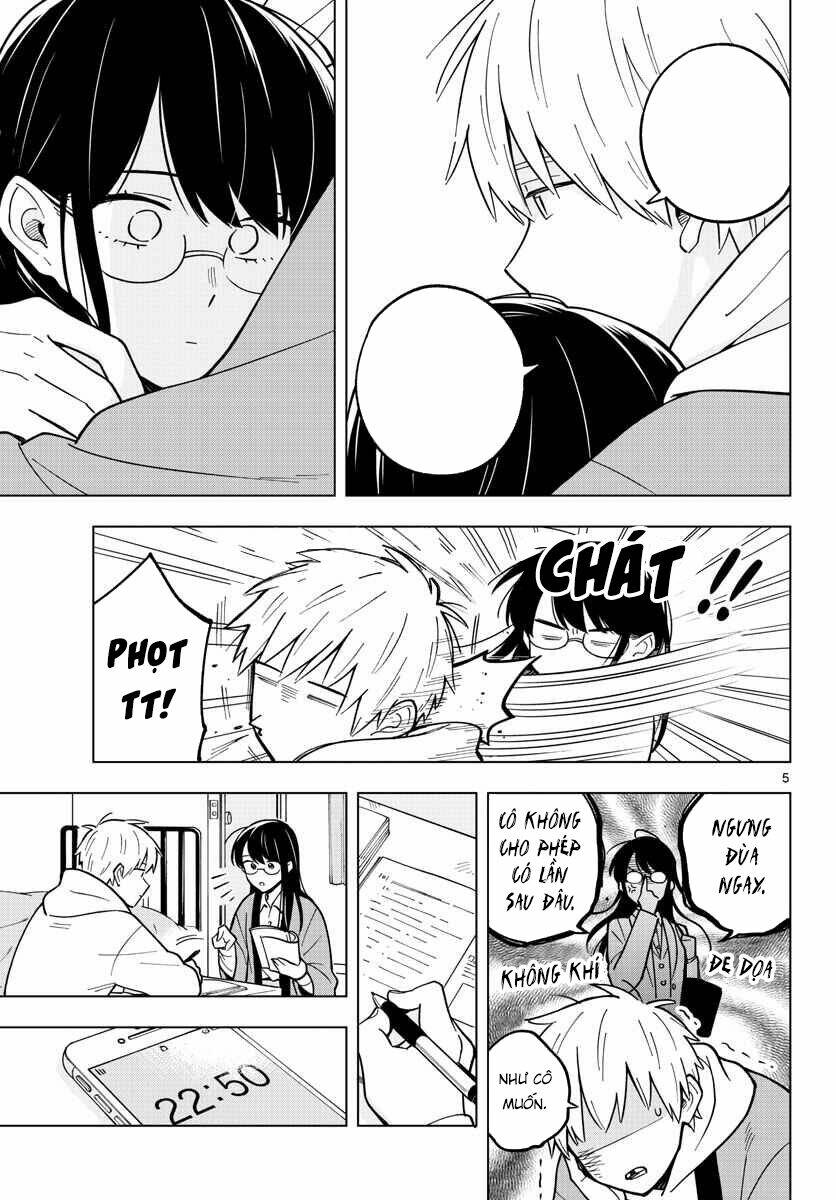 CHÁT !!
PHỌT
TT!
5
NGƯNG
ĐÙA
NGAY.
CÔ KHÔNG
CHO PHÉP
CÓ LẦN
SAU ĐÂU.
KHÔNG KHÍ
ĐE DỌA
NHƯ CÔ
MUỐN.
22:50